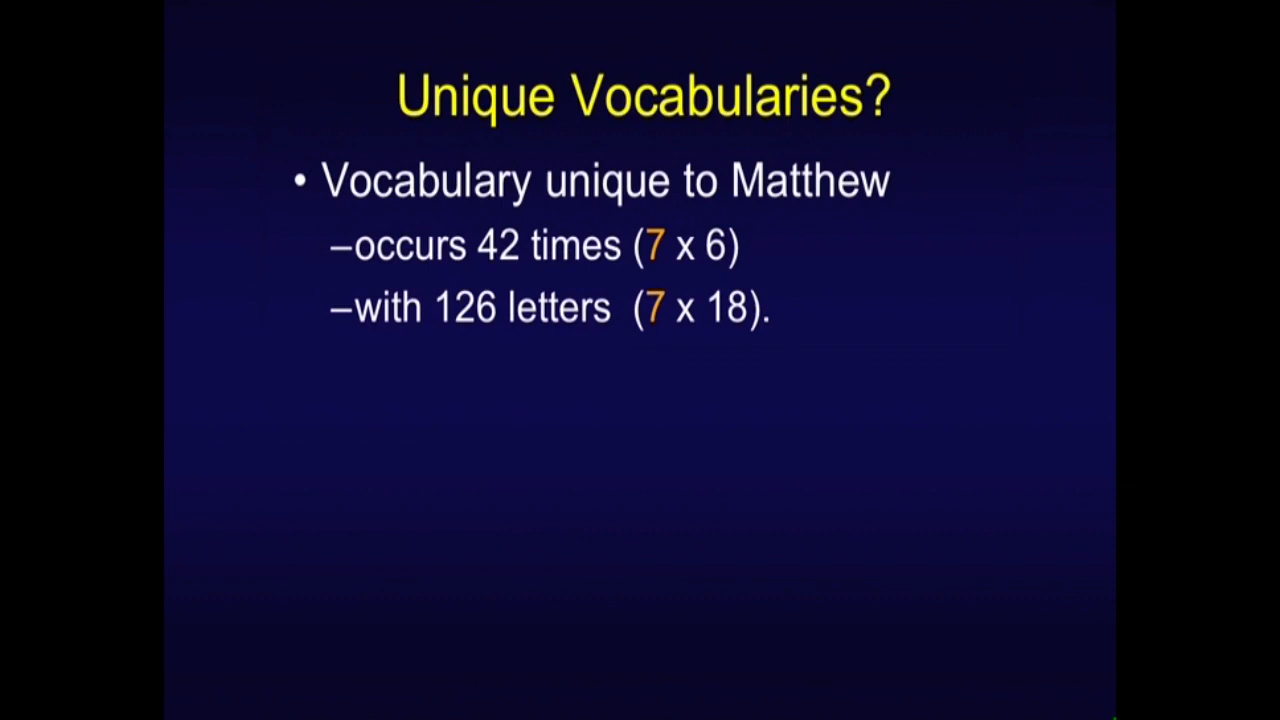 Unique Vocabularies?
• Vocabulary unique to Matthew
–occurs 42 times (7 x 6)
–with 126 letters (7 x 18).